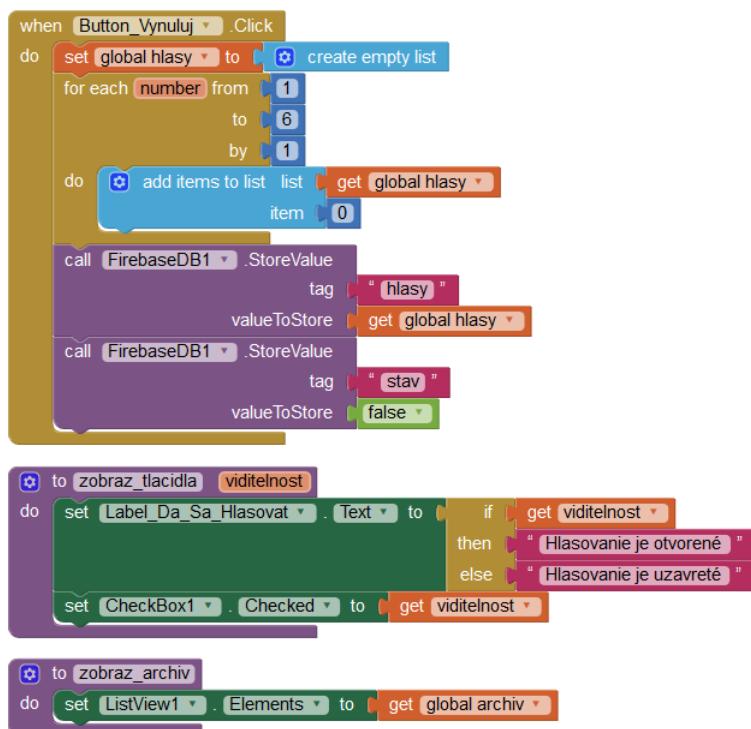 when Button_Vynuluj .Click
do set global hlasy to create empty list
for each number from 1
to 6
by 1
do add items to list list get global hlasy
item 0
call FirebaseDB1 .StoreValue
tag " hlasy "
valueToStore get global hlasy
call FirebaseDB1 .StoreValue
tag " stav "
valueToStore false
to zobraz_tlacidla viditelnost
do set Label_Da_Sa_Hlasovat . Text to if get viditelnost
then " Hlasovanie je otvorené "
else " Hlasovanie je uzavreté "
set CheckBox1 . Checked to get viditelnost
to zobraz_archiv
do set ListView1 . Elements to get global archiv